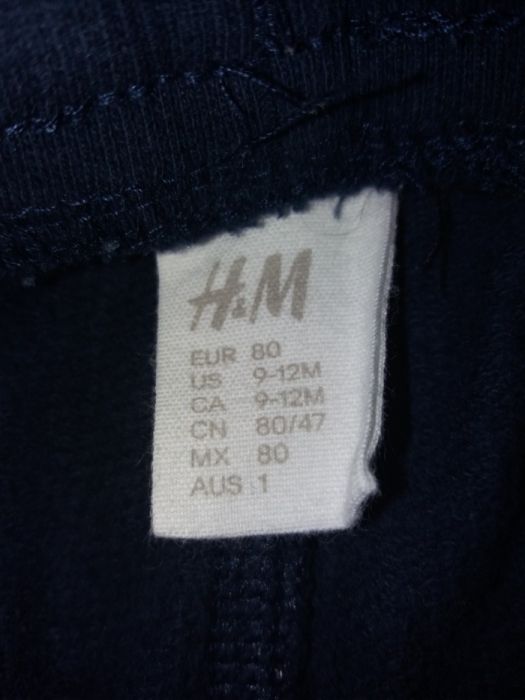 H&M
EUR 80
US 9-12M
CA 9-12M
CN 80/47
MX 80
AUS 1